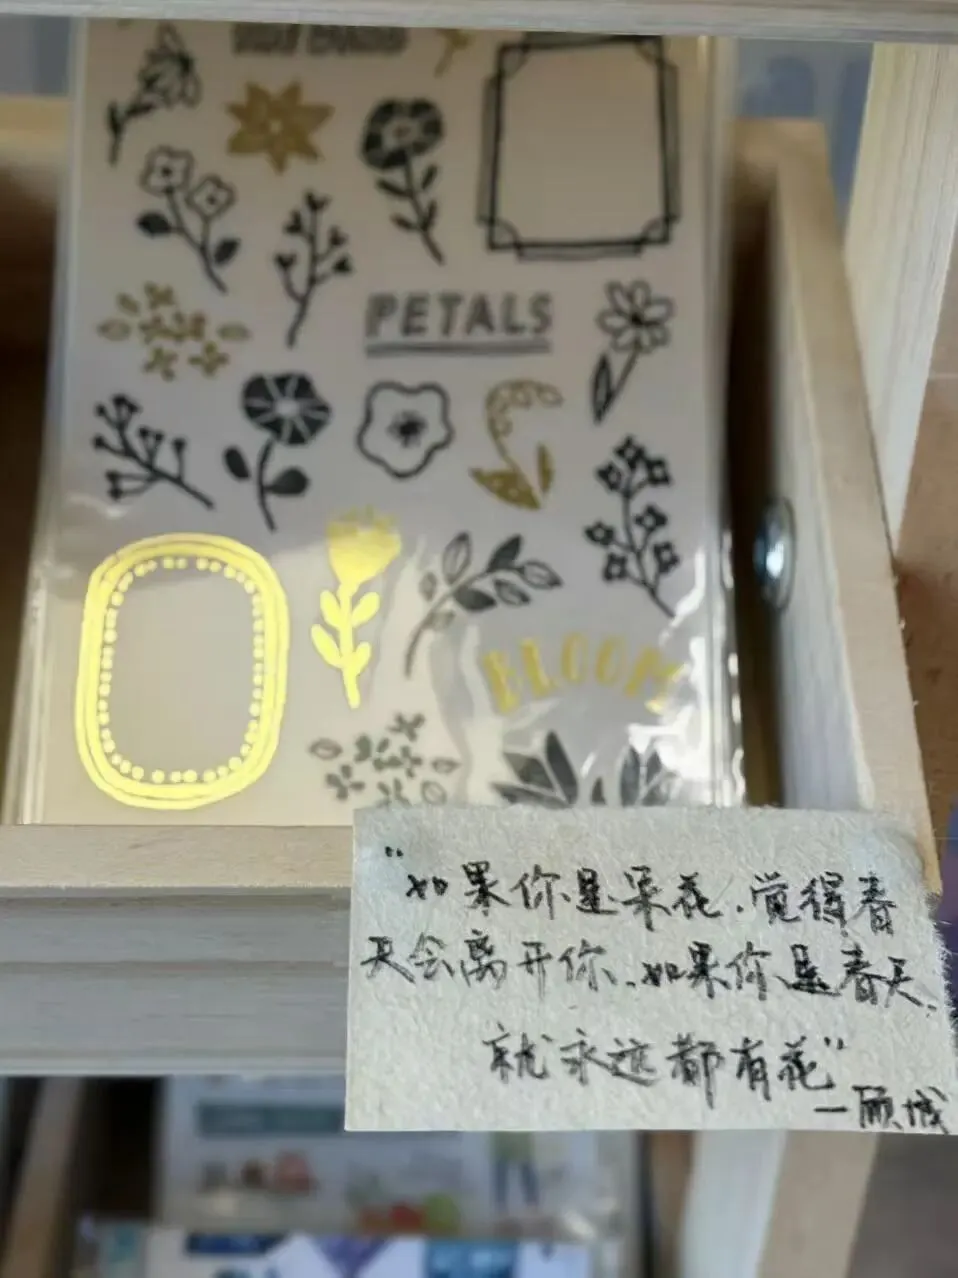 PETALS
BLOOM
"如果你是朵花.觉得春
天会离开你.如果你是春天.
就永远都有花"
—顾城